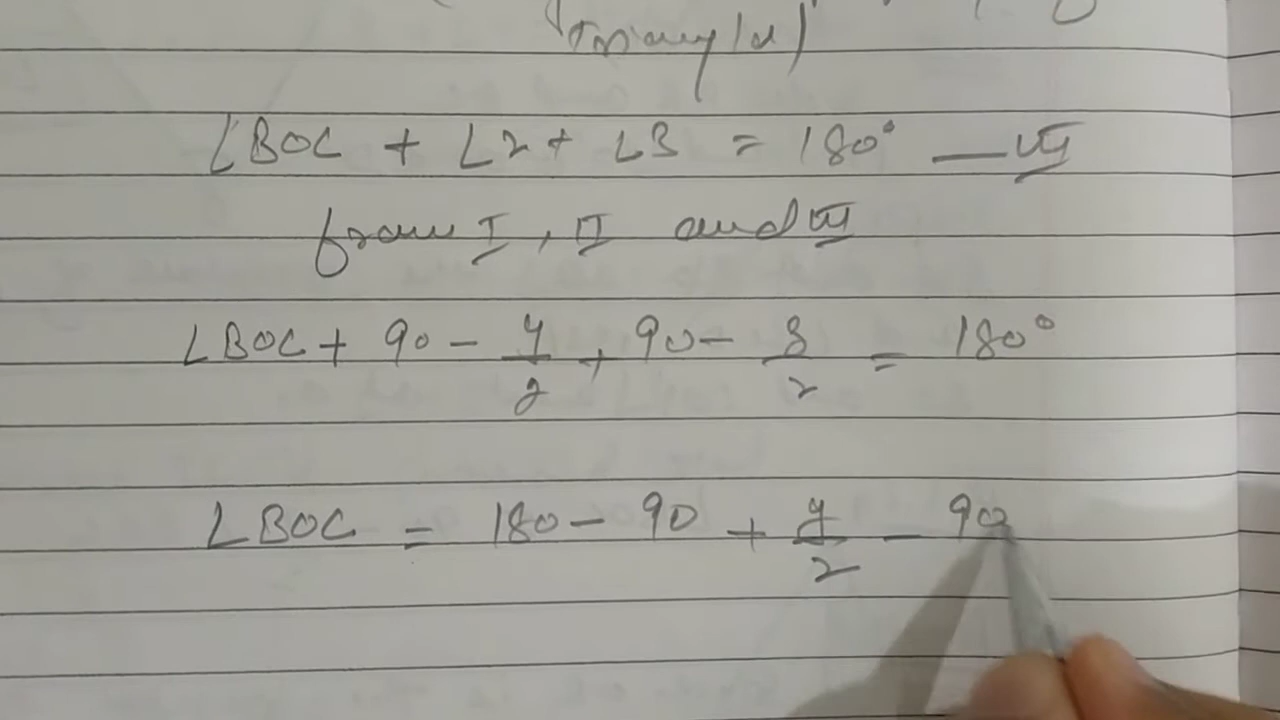 ∠BOC + ∠2 + ∠3 = 180° — VI
from I, II and VI
∠BOC + 90 - y/2 + 90 - z/2 = 180°
∠BOC = 180 - 90 + y/2 - 90